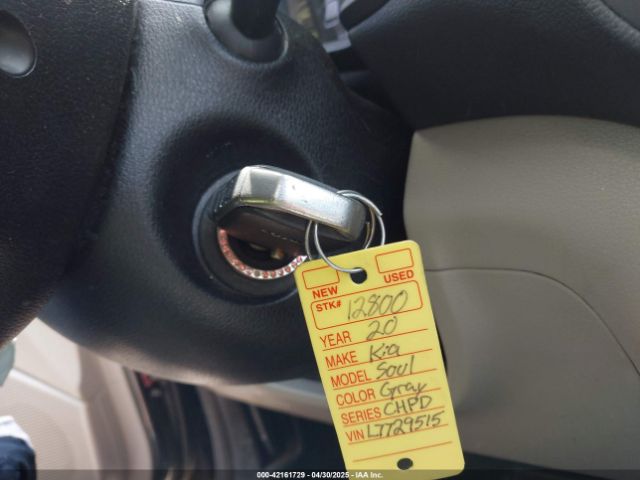 NEW USED
STK# 12800
YEAR 20
MAKE Kia
MODEL Soul
COLOR Gray
SERIES CHPD
VIN L7729515
000-42161729 - 04/30/2025 - IAA Inc.